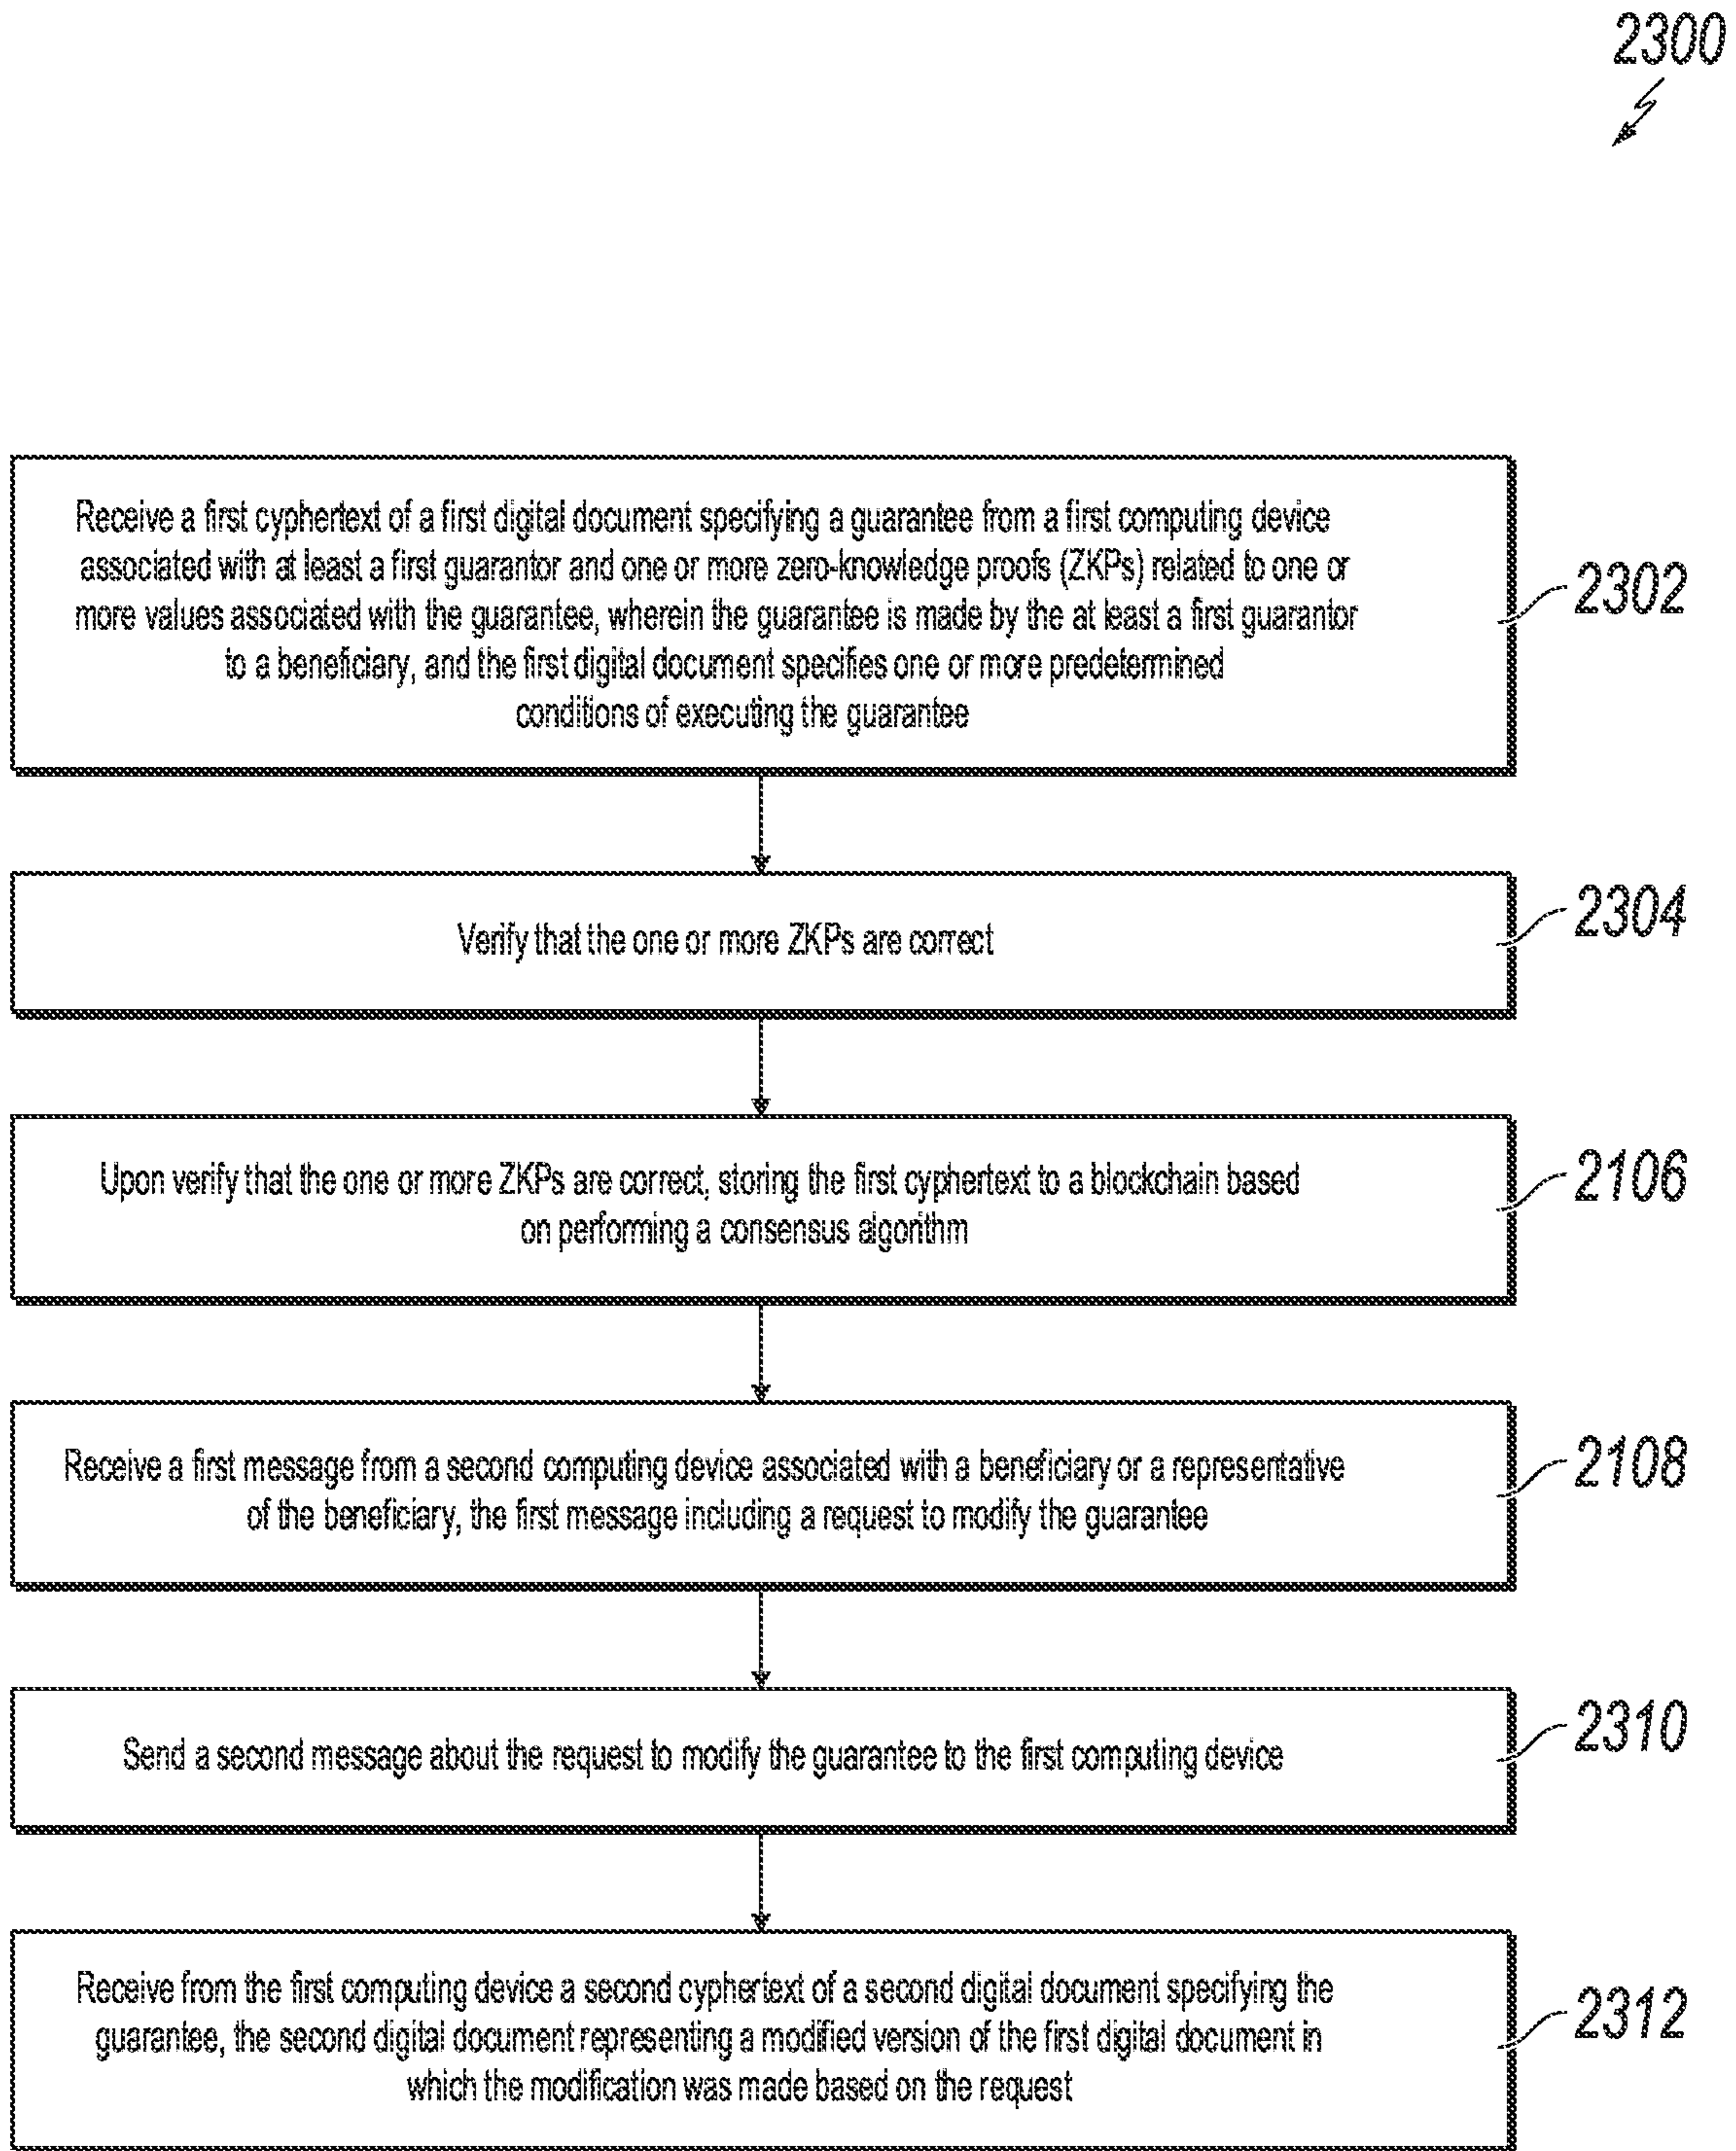 2300
Receive a first cyphertext of a first digital document specifying a guarantee from a first computing device
associated with at least a first guarantor and one or more zero-knowledge proofs (ZKPs) related to one or
more values associated with the guarantee, wherein the guarantee is made by the at least a first guarantor
to a beneficiary, and the first digital document specifies one or more predetermined
conditions of executing the guarantee
2302
Verify that the one or more ZKPs are correct
2304
Upon verify that the one or more ZKPs are correct, storing the first cyphertext to a blockchain based
on performing a consensus algorithm
2106
Receive a first message from a second computing device associated with a beneficiary or a representative
of the beneficiary, the first message including a request to modify the guarantee
2108
Send a second message about the request to modify the guarantee to the first computing device
2310
Receive from the first computing device a second cyphertext of a second digital document specifying the
guarantee, the second digital document representing a modified version of the first digital document in
which the modification was made based on the request
2312